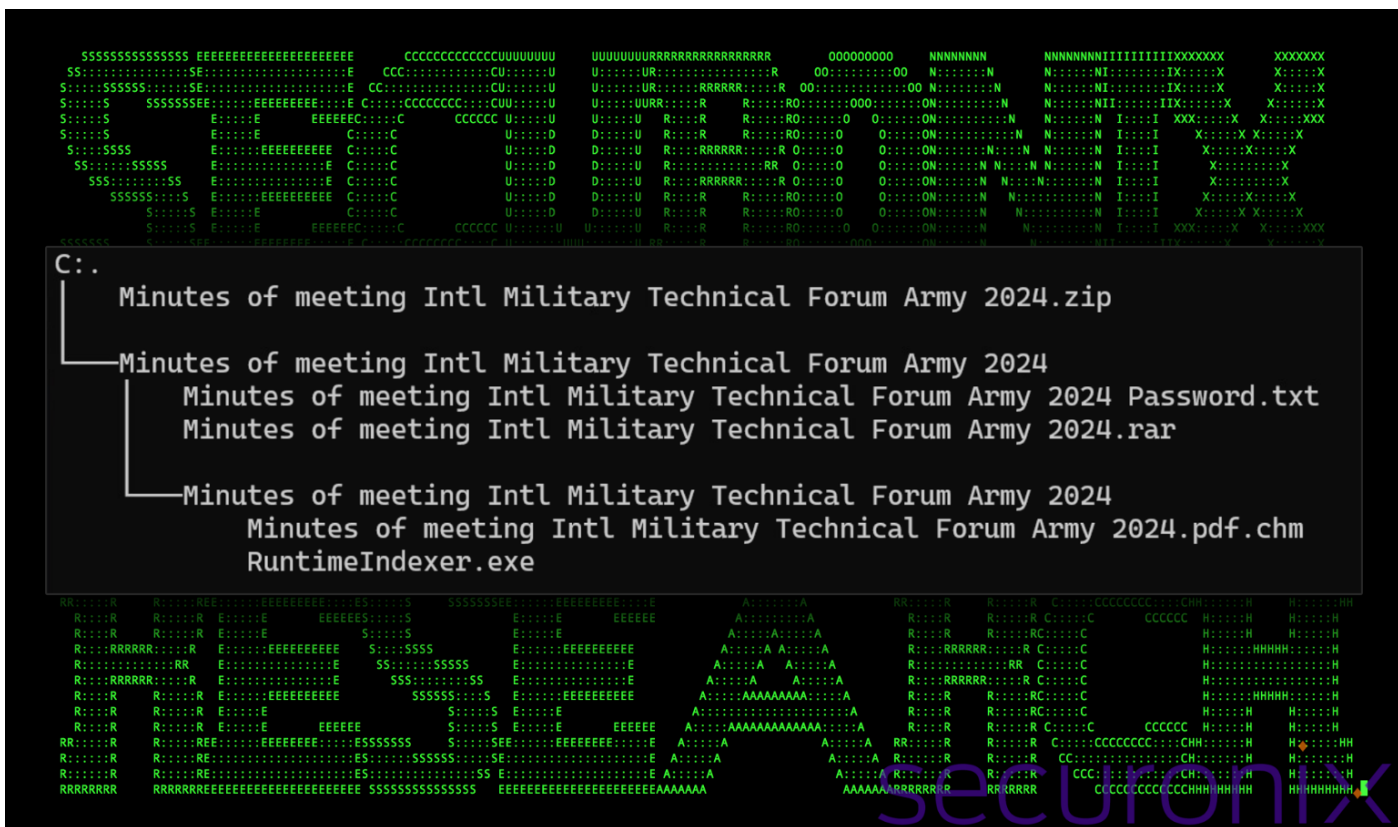 SECURONIX
C:.
Minutes of meeting Intl Military Technical Forum Army 2024.zip
Minutes of meeting Intl Military Technical Forum Army 2024
Minutes of meeting Intl Military Technical Forum Army 2024 Password.txt
Minutes of meeting Intl Military Technical Forum Army 2024.rar
Minutes of meeting Intl Military Technical Forum Army 2024
Minutes of meeting Intl Military Technical Forum Army 2024.pdf.chm
RuntimeIndexer.exe
RESEARCH
securonix